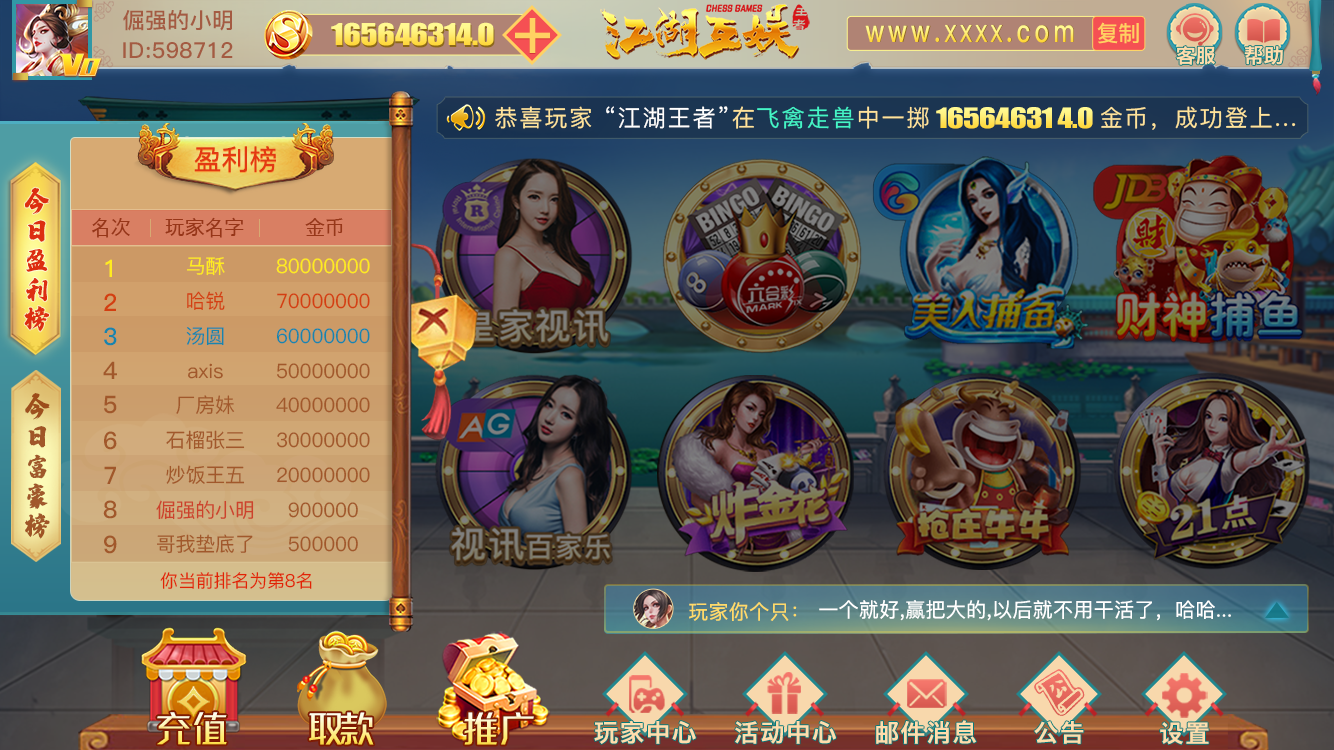 倔强的小明
ID:598712
V0
165646314.0
CHESS GAMES
江湖互娱
王者
www.xxxx.com
复制
客服
帮助
恭喜玩家“江湖王者”在飞禽走兽中一掷 165646314.0 金币，成功登上...
今日盈利榜
今日富豪榜
盈利榜
名次 玩家名字 金币
1 马酥 80000000
2 哈锐 70000000
3 汤圆 60000000
4 axis 50000000
5 厂房妹 40000000
6 石榴张三 30000000
7 炒饭王五 20000000
8 倔强的小明 900000
9 哥我垫底了 500000
你当前排名为第8名
R
皇家视讯
BINGO BINGO
8
六合彩
MARK SIX
美人捕鱼
JDB
财
财神捕鱼
AG
视讯百家乐
炸金花
抢庄牛牛
21点
玩家你个只： 一个就好,赢把大的,以后就不用干活了，哈哈...
充值
取款
推广
玩家中心
活动中心
邮件消息
公告
设置